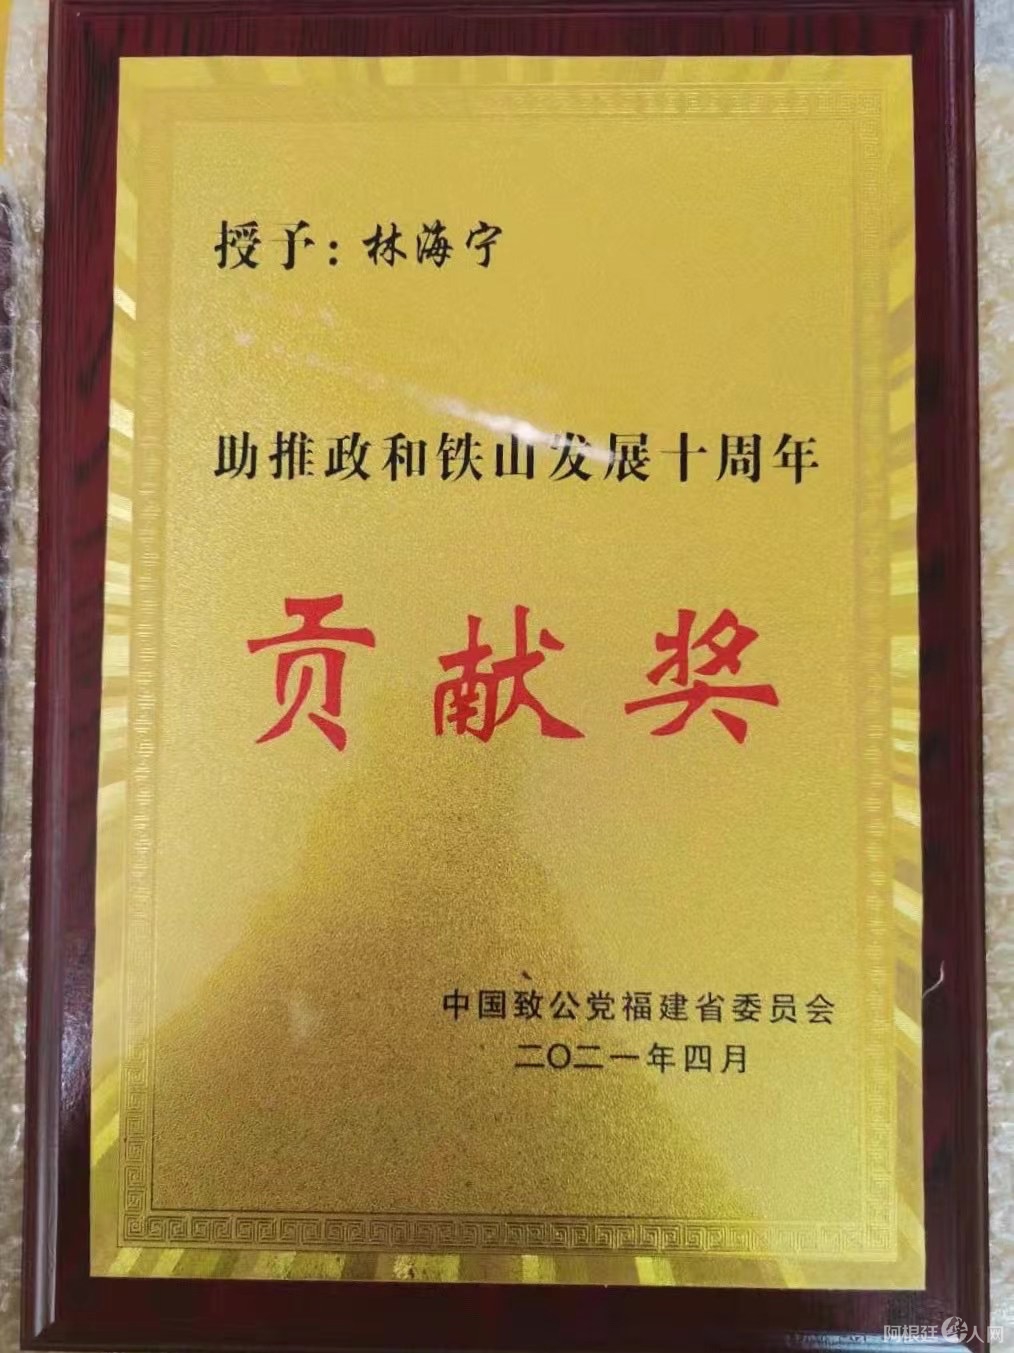 授予：林海宁
助推政和铁山发展十周年
贡献奖
中国致公党福建省委员会
二〇二一年四月
阿根廷华人网